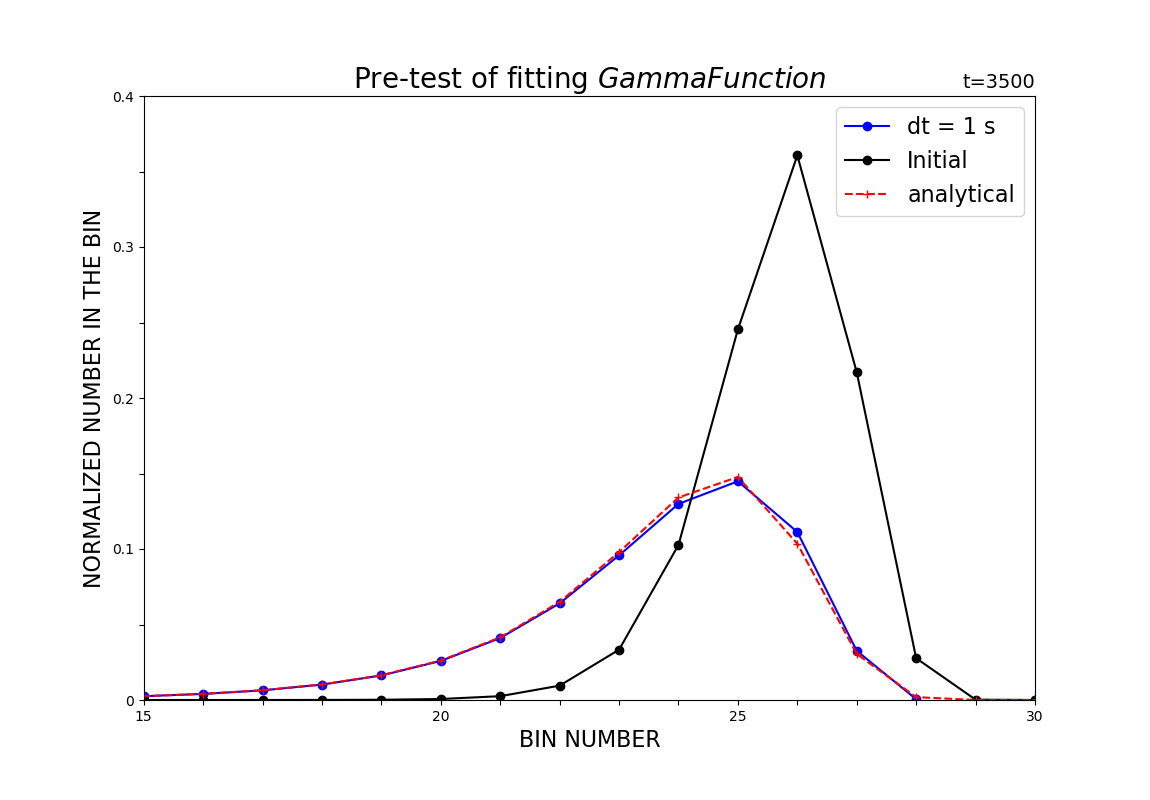 Pre-test of fitting GammaFunction
t=3500
0.4
0.3
0.2
0.1
0
NORMALIZED NUMBER IN THE BIN
dt = 1 s
Initial
analytical
15
20
25
30
BIN NUMBER